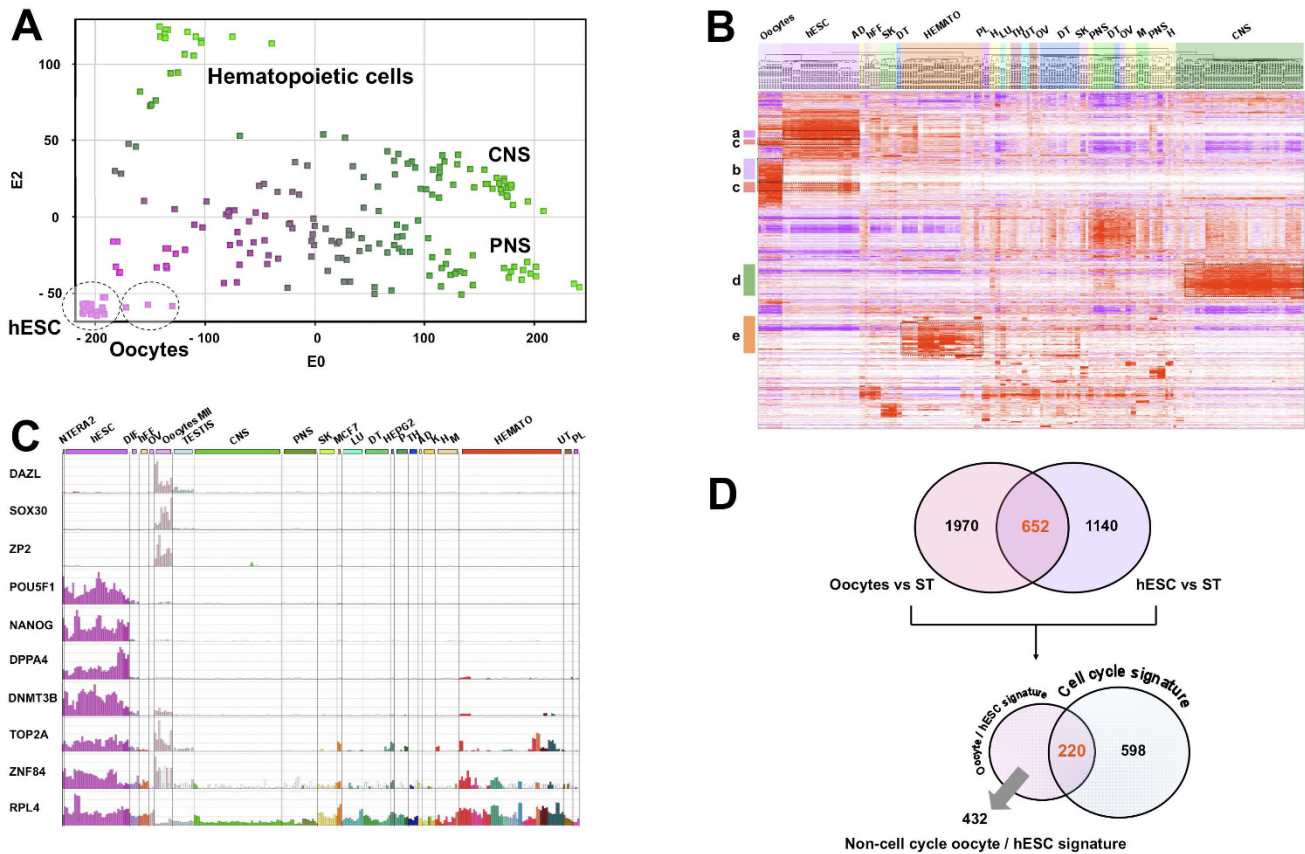 A
Hematopoietic cells
CNS
PNS
hESC
Oocytes
E2
100
50
0
- 50
- 200
-100
0
100
200
E0
B
Oocytes hESC AD hFF SK DT HEMATO PL H LU TH UT OV DT SK PNS DT OV M PNS H CNS
a
c
b
c
d
e
C
NTERA2 hESC DIF hFF OV Oocytes MII TESTIS CNS PNS SK MCF7 LU DT HEPG2 P TH AD K H M HEMATO UT PL
DAZL
SOX30
ZP2
POU5F1
NANOG
DPPA4
DNMT3B
TOP2A
ZNF84
RPL4
D
1970 652 1140
Oocytes vs ST hESC vs ST
Oocyte / hESC signature
Cell cycle signature
220 598
432
Non-cell cycle oocyte / hESC signature